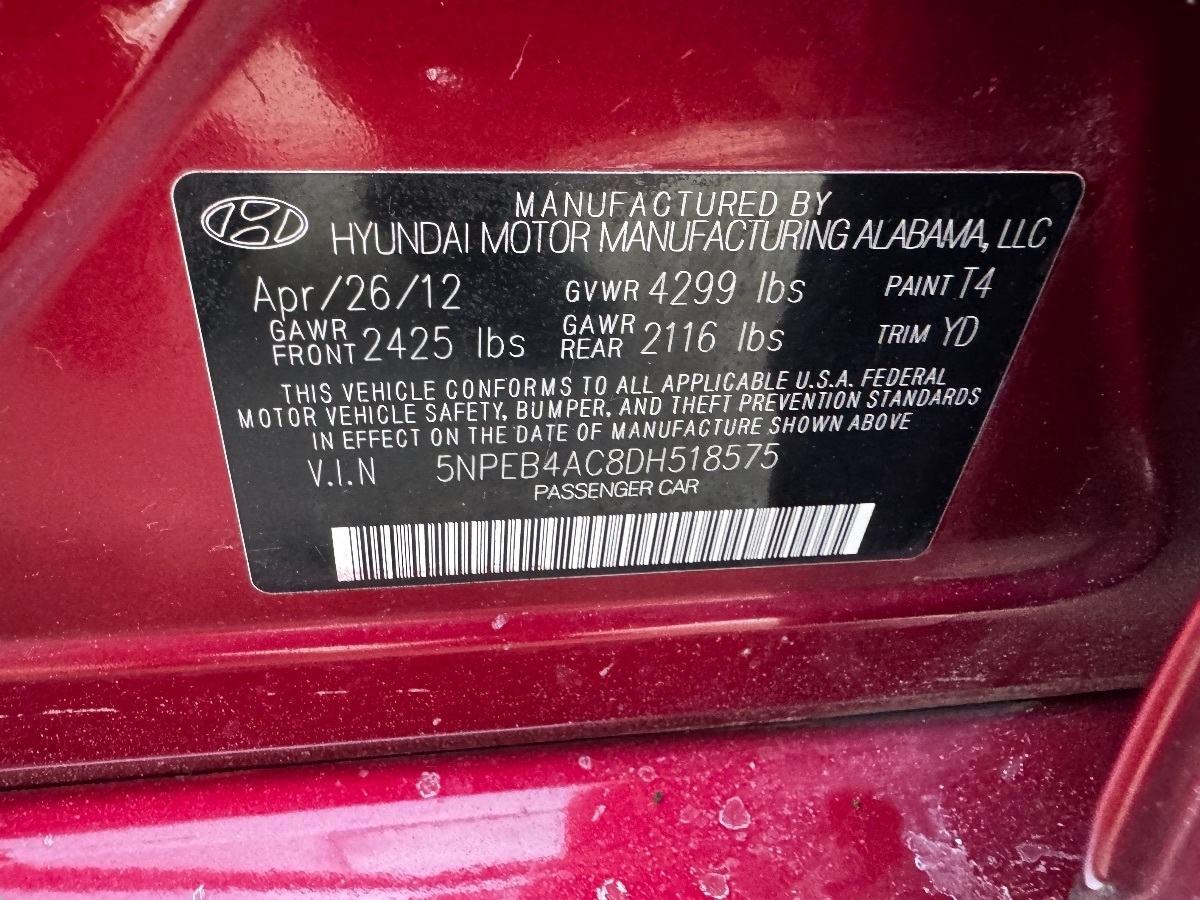 MANUFACTURED BY
HYUNDAI MOTOR MANUFACTURING ALABAMA, LLC
Apr/26/12 GVWR 4299 lbs PAINT T4
GAWR FRONT 2425 lbs GAWR REAR 2116 lbs TRIM YD
THIS VEHICLE CONFORMS TO ALL APPLICABLE U.S.A. FEDERAL
MOTOR VEHICLE SAFETY, BUMPER, AND THEFT PREVENTION STANDARDS
IN EFFECT ON THE DATE OF MANUFACTURE SHOWN ABOVE
V.I.N 5NPEB4AC8DH518575
PASSENGER CAR